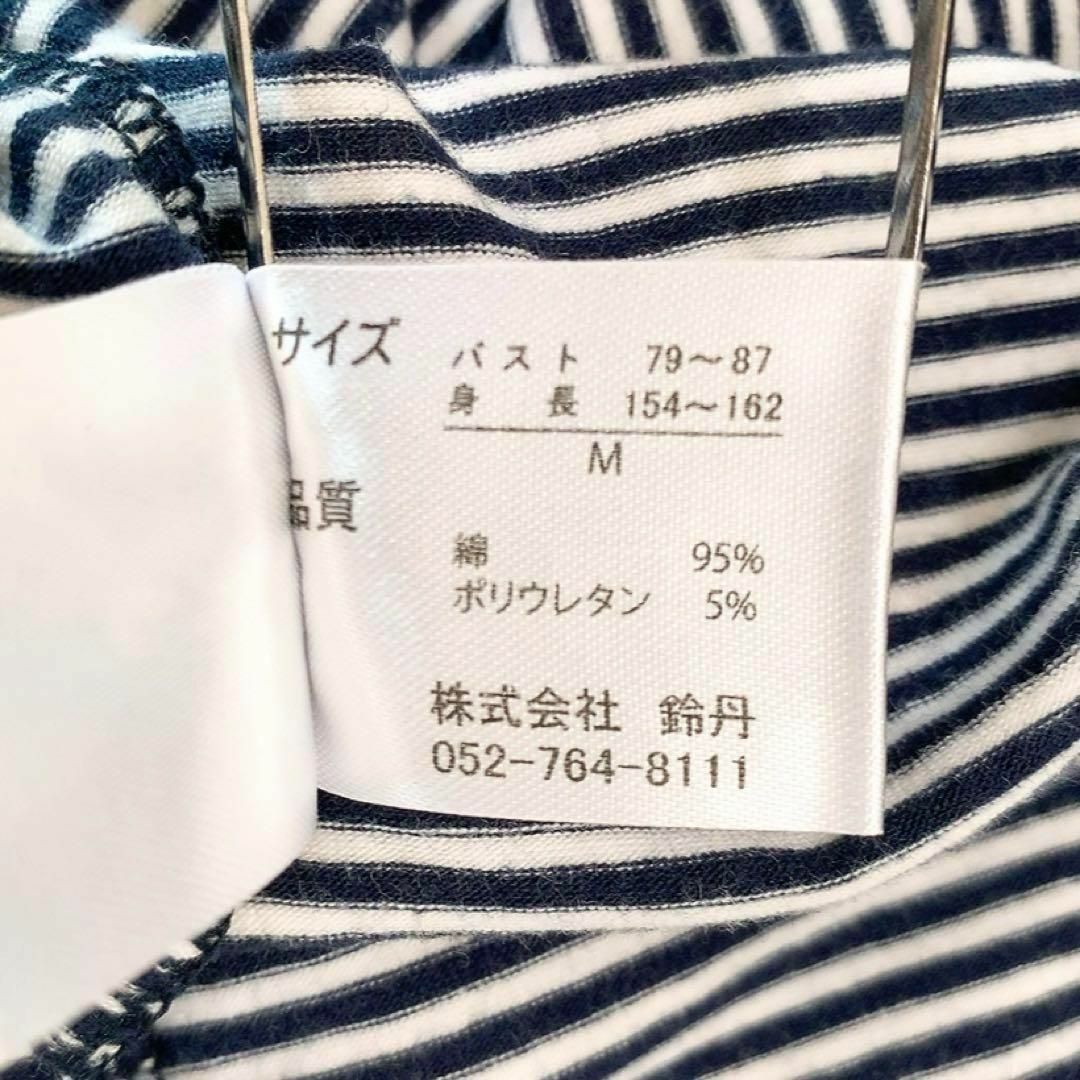 サイズ バスト 79～87
身長 154～162
M
品質
綿 95%
ポリウレタン 5%
株式会社 鈴丹
052-764-8111